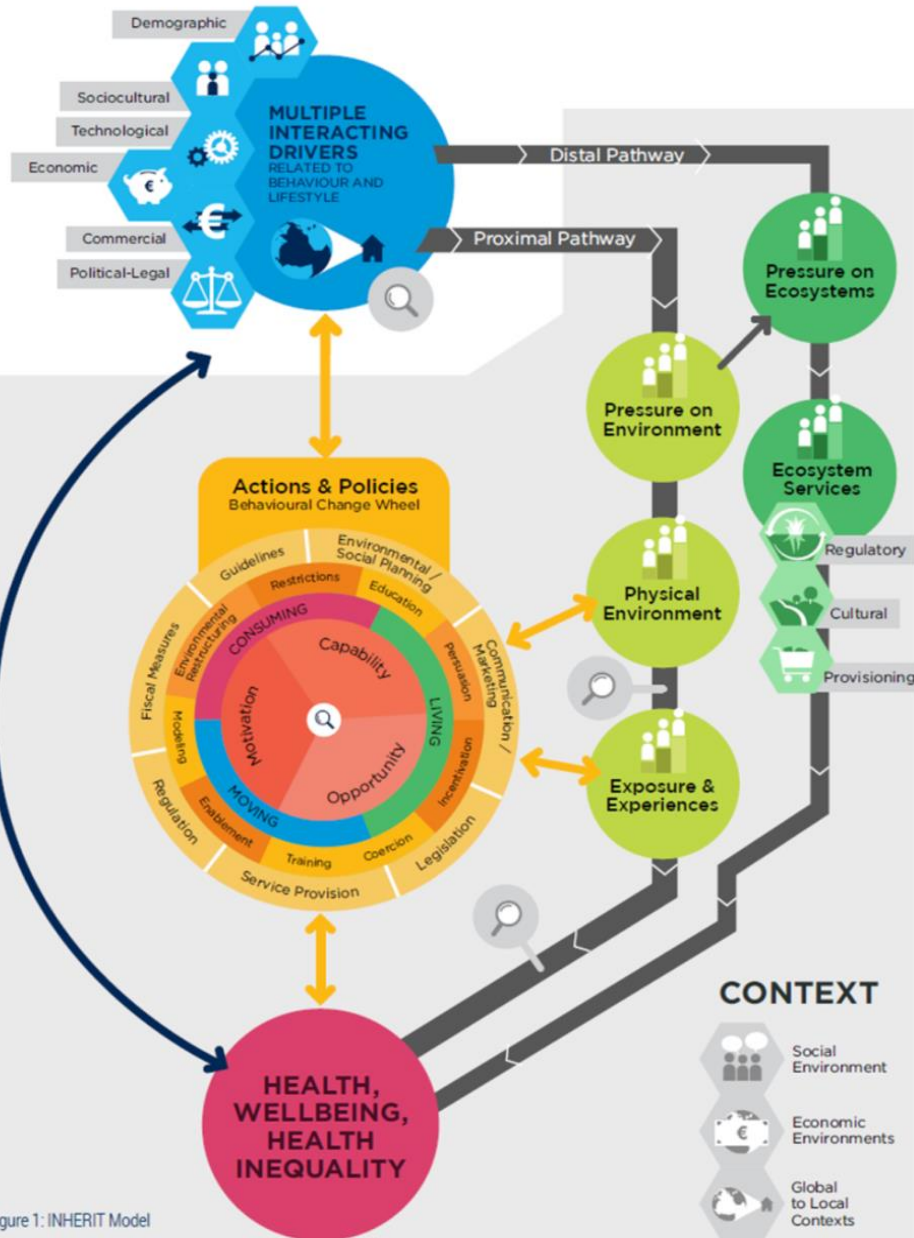 Demographic
Sociocultural
Technological
Economic
Commercial
Political-Legal
MULTIPLE
INTERACTING
DRIVERS
RELATED TO
BEHAVIOUR AND
LIFESTYLE
Distal Pathway
Proximal Pathway
Pressure on
Ecosystems
Pressure on
Environment
Ecosystem
Services
Regulatory
Cultural
Provisioning
Physical
Environment
Exposure &
Experiences
Actions & Policies
Behavioural Change Wheel
Guidelines
Environmental /
Social Planning
Communication /
Marketing
Legislation
Service Provision
Regulation
Fiscal Measures
Restrictions
Education
Persuasion
Incentivation
Coercion
Training
Enablement
Modeling
Environmental
Restructuring
CONSUMING
LIVING
MOVING
Capability
Opportunity
Motivation
HEALTH,
WELLBEING,
HEALTH
INEQUALITY
CONTEXT
Social
Environment
Economic
Environments
Global
to Local
Contexts
gure 1: INHERIT Model